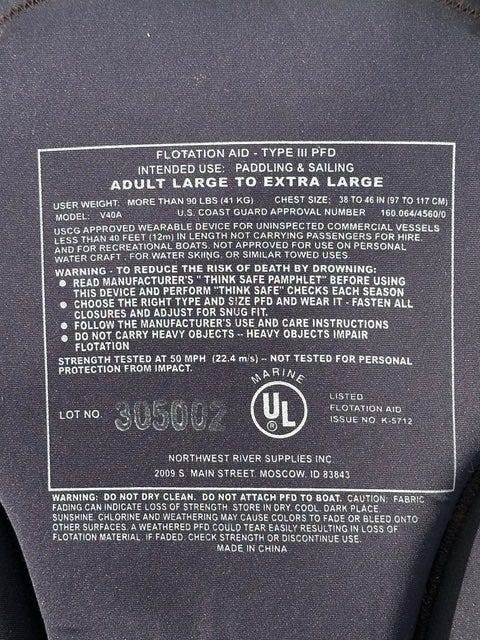 FLOTATION AID - TYPE III PFD
INTENDED USE: PADDLING & SAILING
ADULT LARGE TO EXTRA LARGE
USER WEIGHT: MORE THAN 90 LBS (41 KG) CHEST SIZE: 38 TO 46 IN (97 TO 117 CM)
MODEL: V40A U.S. COAST GUARD APPROVAL NUMBER 160.064/4560/0
USCG APPROVED WEARABLE DEVICE FOR UNINSPECTED COMMERCIAL VESSELS
LESS THAN 40 FEET (12m) IN LENGTH NOT CARRYING PASSENGERS FOR HIRE
AND FOR RECREATIONAL BOATS. NOT APPROVED FOR USE ON PERSONAL
WATER CRAFT, FOR WATER SKIING, OR SIMILAR TOWED USES.
WARNING - TO REDUCE THE RISK OF DEATH BY DROWNING:
● READ MANUFACTURER'S "THINK SAFE PAMPHLET" BEFORE USING
THIS DEVICE AND PERFORM "THINK SAFE" CHECKS EACH SEASON
● CHOOSE THE RIGHT TYPE AND SIZE PFD AND WEAR IT - FASTEN ALL
CLOSURES AND ADJUST FOR SNUG FIT.
● FOLLOW THE MANUFACTURER'S USE AND CARE INSTRUCTIONS
● DO NOT CARRY HEAVY OBJECTS -- HEAVY OBJECTS IMPAIR
FLOTATION
STRENGTH TESTED AT 50 MPH (22.4 m/s) -- NOT TESTED FOR PERSONAL
PROTECTION FROM IMPACT.
MARINE
UL ®
LISTED
FLOTATION AID
ISSUE NO. K-5712
LOT NO. 305002
NORTHWEST RIVER SUPPLIES INC.
2009 S. MAIN STREET, MOSCOW, ID 83843
WARNING: DO NOT DRY CLEAN. DO NOT ATTACH PFD TO BOAT. CAUTION: FABRIC
FADING CAN INDICATE LOSS OF STRENGTH. STORE IN DRY, COOL, DARK PLACE.
SUNSHINE, CHLORINE AND WEATHERING MAY CAUSE COLORS TO FADE OR BLEED ONTO
OTHER SURFACES. A WEATHERED PFD COULD TEAR EASILY RESULTING IN LOSS OF
FLOTATION MATERIAL. IF FADED, CHECK STRENGTH OR DISCONTINUE USE.
MADE IN CHINA